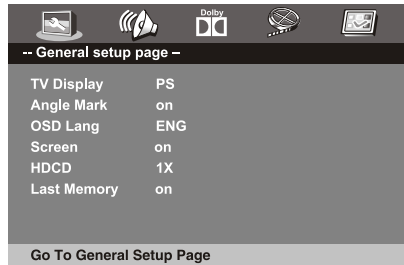 Dolby
-- General setup page –
TV Display PS
Angle Mark on
OSD Lang ENG
Screen on
HDCD 1X
Last Memory on
Go To General Setup Page